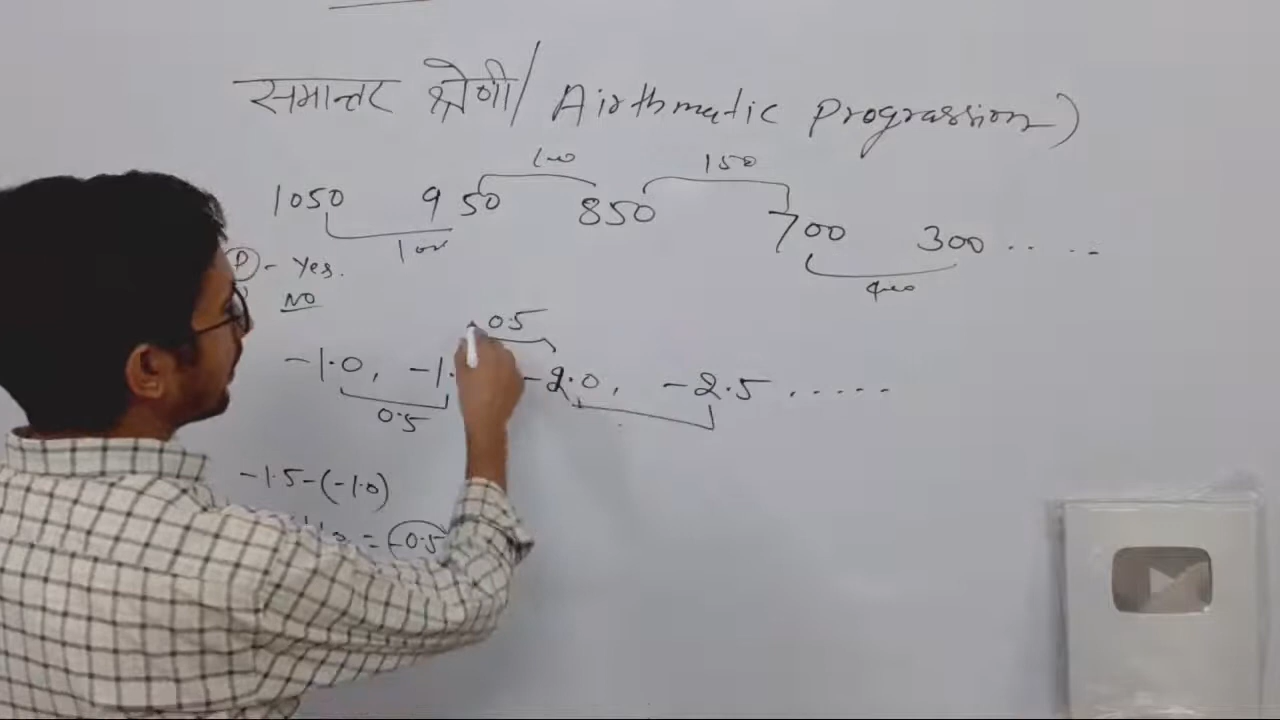 समान्तर श्रेणी/ Airthmatic Prograssion)
100 150
1050 950 850 700 300 .....
100 400
P - Yes.
NO
0.5
-1.0, -1. -2.0, -2.5 .....
0.5
-1.5-(-1.0)
= -0.5